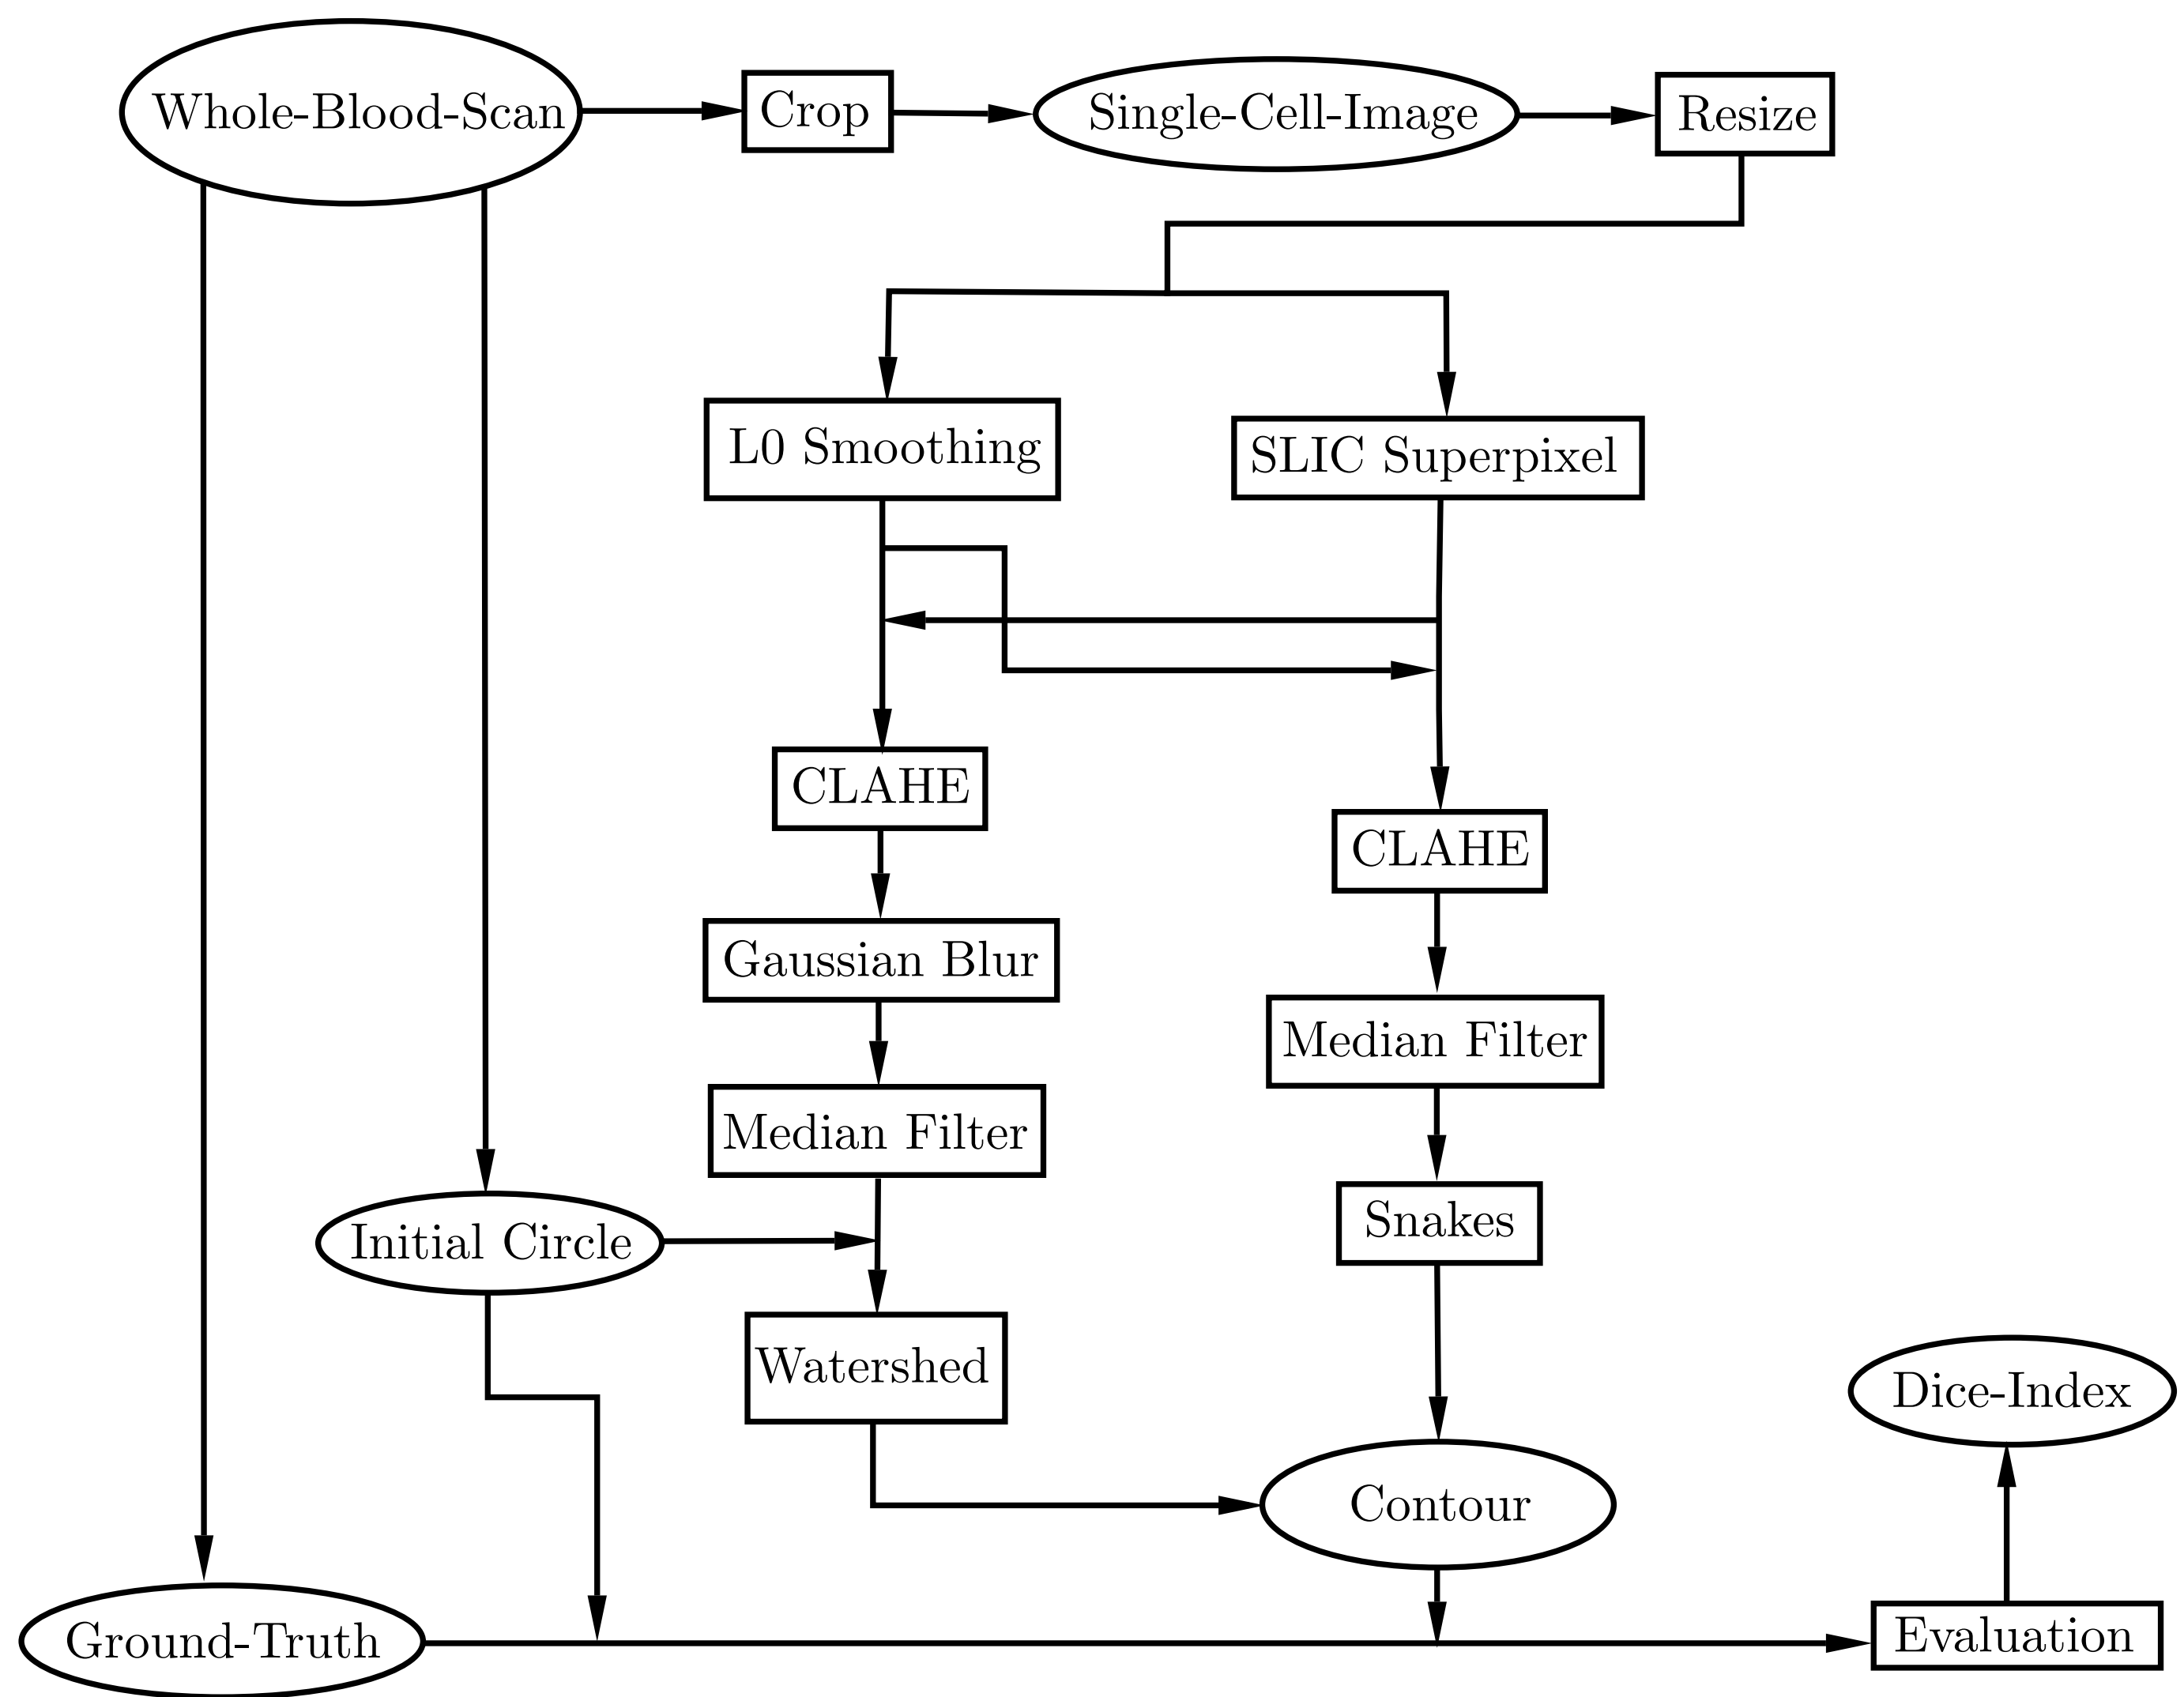 Whole-Blood-Scan
Crop
Single-Cell-Image
Resize
L0 Smoothing
SLIC Superpixel
CLAHE
CLAHE
Gaussian Blur
Median Filter
Median Filter
Initial Circle
Snakes
Watershed
Dice-Index
Contour
Ground-Truth
Evaluation